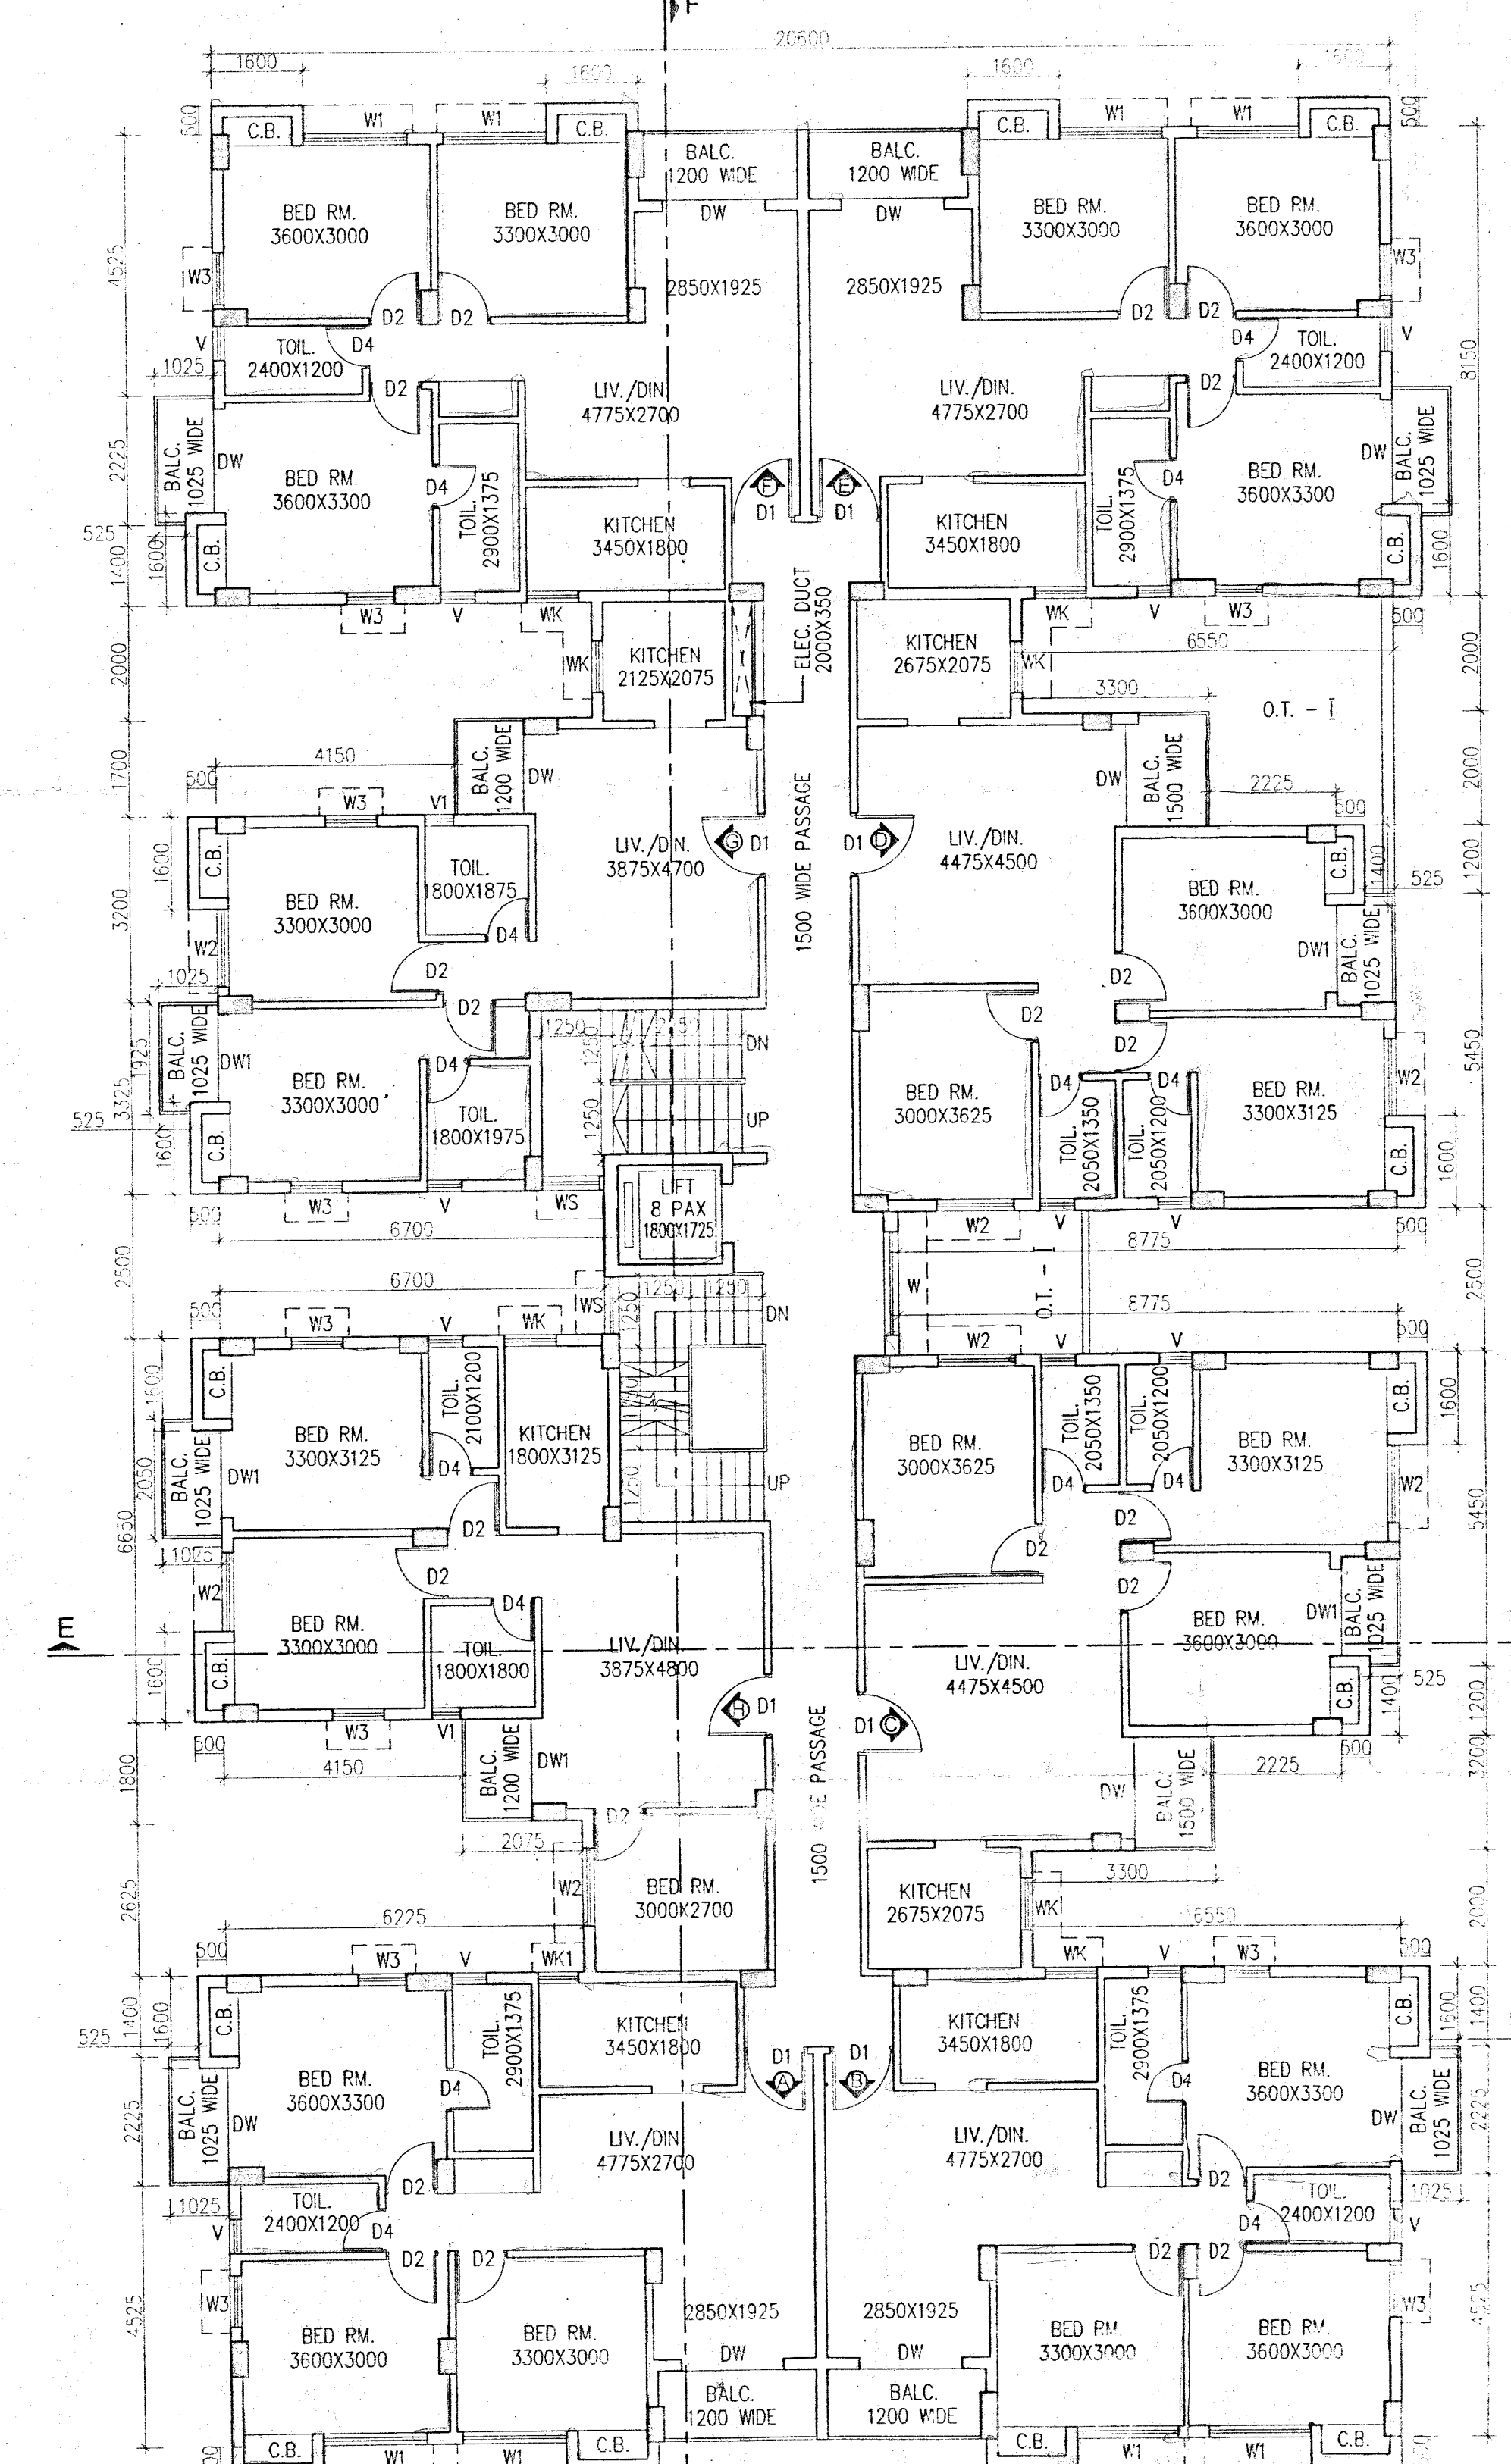 F
20600
1600
1600
1600
1600
500
C.B.
W1
W1
C.B.
C.B.
W1
W1
C.B.
500
BALC.
1200 WIDE
BALC.
1200 WIDE
BED RM.
3600X3000
BED RM.
3300X3000
DW
DW
BED RM.
3300X3000
BED RM.
3600X3000
4525
W3
2850X1925
2850X1925
W3
D2
D2
D2
D2
V
TOIL.
2400X1200
D4
D4
TOIL.
2400X1200
V
8150
1025
D2
LIV./DIN.
4775X2700
LIV./DIN.
4775X2700
D2
2225
BALC.
1025 WIDE
DW
BED RM.
3600X3300
D4
TOIL.
2900X1375
F
D1
E
D1
TOIL.
2900X1375
D4
BED RM.
3600X3300
DW
BALC.
1025 WIDE
525
1400
1600
C.B.
KITCHEN
3450X1800
KITCHEN
3450X1800
C.B.
1600
W3
V
WK
ELEC. DUCT
2000X350
WK
V
W3
500
2000
WK
KITCHEN
2125X2075
KITCHEN
2675X2075
WK
6550
2000
3300
O.T. - I
1700
4150
500
BALC.
1200 WIDE
DW
DW
BALC.
1500 WIDE
2000
2225
500
W3
V1
1500 WIDE PASSAGE
1600
C.B.
TOIL.
1800X1875
LIV./DIN.
3875X4700
G
D1
D1
D
LIV./DIN.
4475X4500
C.B.
1400
525
1200
3200
BED RM.
3300X3000
D4
BED RM.
3600X3000
W2
D2
DW1
BALC.
1025 WIDE
1025
D2
D2
D2
1250
2150
1250
DN
D2
1925
BALC.
1025 WIDE
DW1
BED RM.
3300X3000
D4
BED RM.
3000X3625
D4
D4
BED RM.
3300X3125
W2
5450
3325
525
TOIL.
1800X1975
1250
UP
TOIL.
2050X1350
TOIL.
2050X1200
1600
C.B.
C.B.
1600
W3
V
WS
LIFT
8 PAX
1800X1725
W2
V
V
500
500
6700
8775
2500
W
O.T. - I
2500
6700
8775
500
W3
V
WK
WS
1250
1250
1250
DN
W2
V
V
500
1600
C.B.
TOIL.
2100X1200
TOIL.
2050X1350
TOIL.
2050X1200
C.B.
1600
BED RM.
3300X3125
KITCHEN
1800X3125
BED RM.
3000X3625
BED RM.
3300X3125
2050
BALC.
1025 WIDE
DW1
D4
1250
UP
D4
D4
W2
6650
D2
D2
5450
1025
W2
D2
D2
D2
E
BED RM.
3300X3000
D4
TOIL.
1800X1800
LIV./DIN.
3875X4800
LIV./DIN.
4475X4500
BED RM.
3600X3000
DW1
BALC.
1025 WIDE
1600
C.B.
C.B.
1400
525
1200
W3
V1
H
D1
D1
C
500
4150
BALC.
1200 WIDE
DW1
1500 WIDE PASSAGE
500
2225
3200
1800
DW
BALC.
1500 WIDE
D2
2075
3300
2625
W2
BED RM.
3000X2700
KITCHEN
2675X2075
WK
2000
6225
6550
500
W3
V
WK1
WK
V
W3
500
1400
1600
C.B.
TOIL.
2900X1375
KITCHEN
3450X1800
KITCHEN
3450X1800
TOIL.
2900X1375
C.B.
1600
1400
525
BED RM.
3600X3300
D4
D1
A
D1
B
D4
BED RM.
3600X3300
2225
BALC.
1025 WIDE
DW
LIV./DIN.
4775X2700
LIV./DIN.
4775X2700
DW
BALC.
1025 WIDE
2225
D2
D2
1025
TOIL.
2400X1200
D4
D4
TOIL.
2400X1200
1025
V
V
D2
D2
D2
D2
W3
2850X1925
2850X1925
W3
4525
BED RM.
3600X3000
BED RM.
3300X3000
DW
DW
BED RM.
3300X3000
BED RM.
3600X3000
4525
BALC.
1200 WIDE
BALC.
1200 WIDE
C.B.
W1
W1
C.B.
C.B.
W1
W1
C.B.